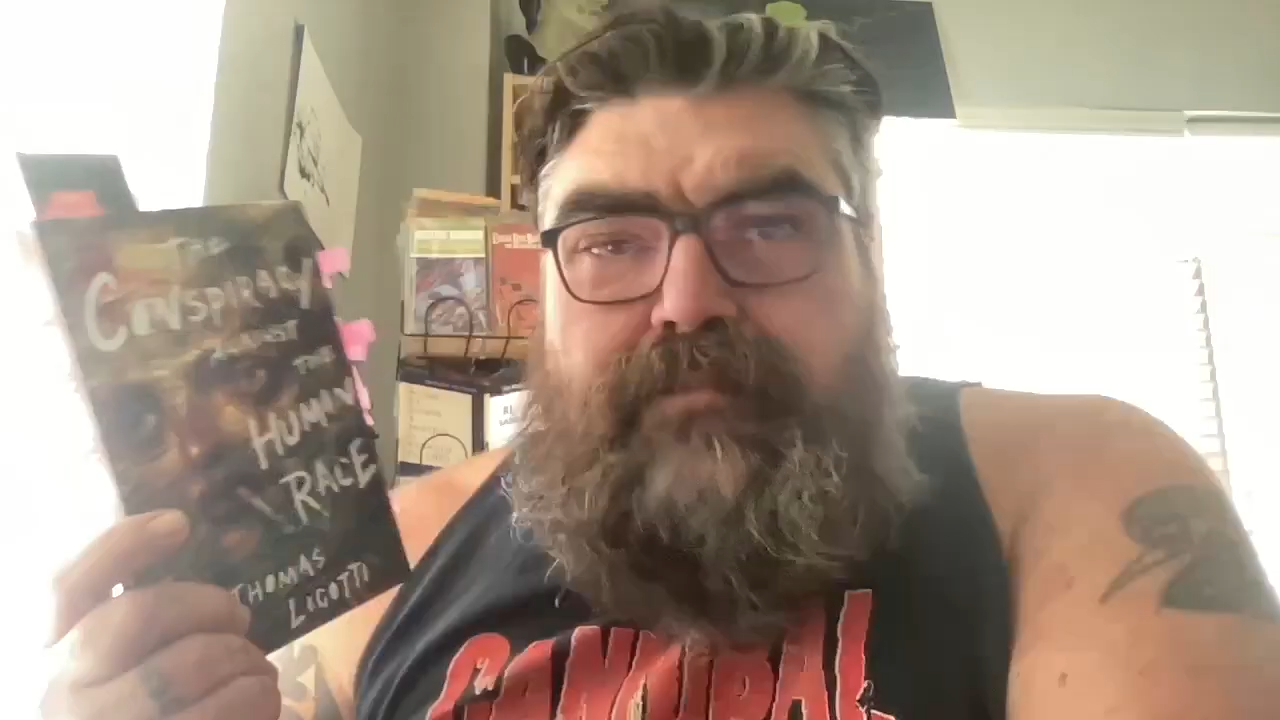 THE
CONSPIRACY
AGAINST
THE
HUMAN
RACE
THOMAS
LIGOTTI
CANNIBAL